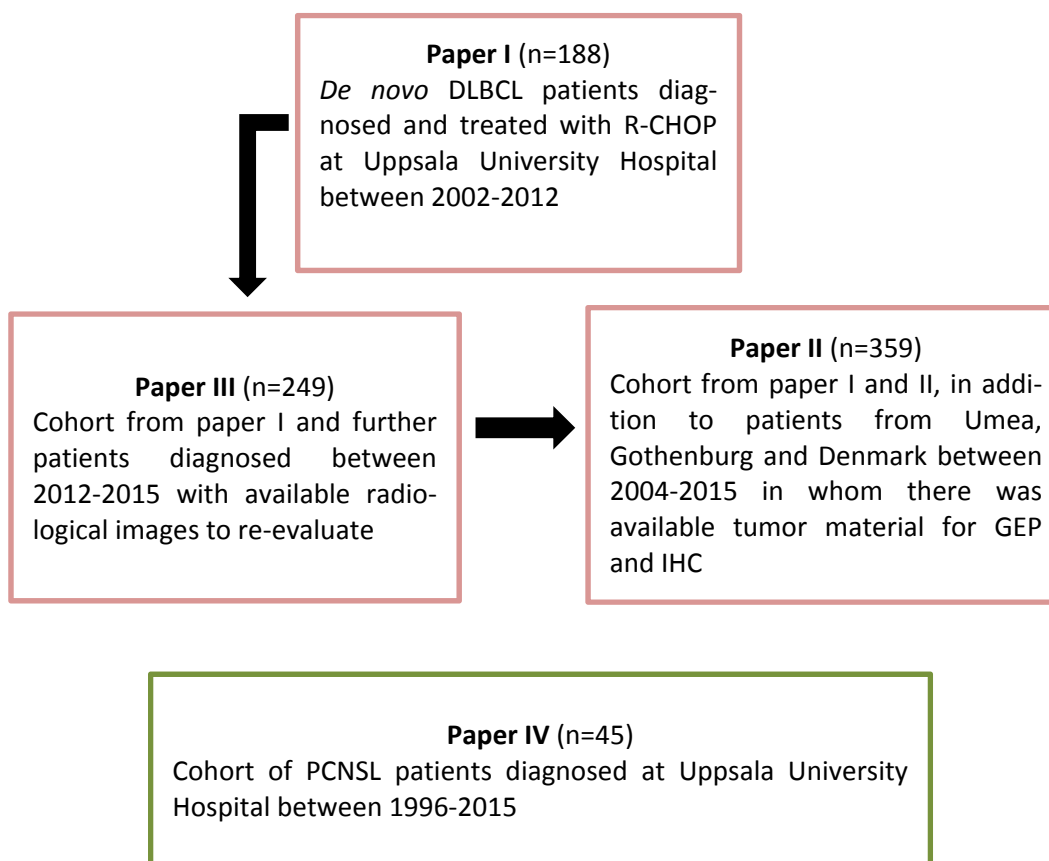 Paper I (n=188)
De novo DLBCL patients diag-
nosed and treated with R-CHOP
at Uppsala University Hospital
between 2002-2012
Paper III (n=249)
Cohort from paper I and further
patients diagnosed between
2012-2015 with available radio-
logical images to re-evaluate
Paper II (n=359)
Cohort from paper I and II, in addi-
tion to patients from Umea,
Gothenburg and Denmark between
2004-2015 in whom there was
available tumor material for GEP
and IHC
Paper IV (n=45)
Cohort of PCNSL patients diagnosed at Uppsala University
Hospital between 1996-2015